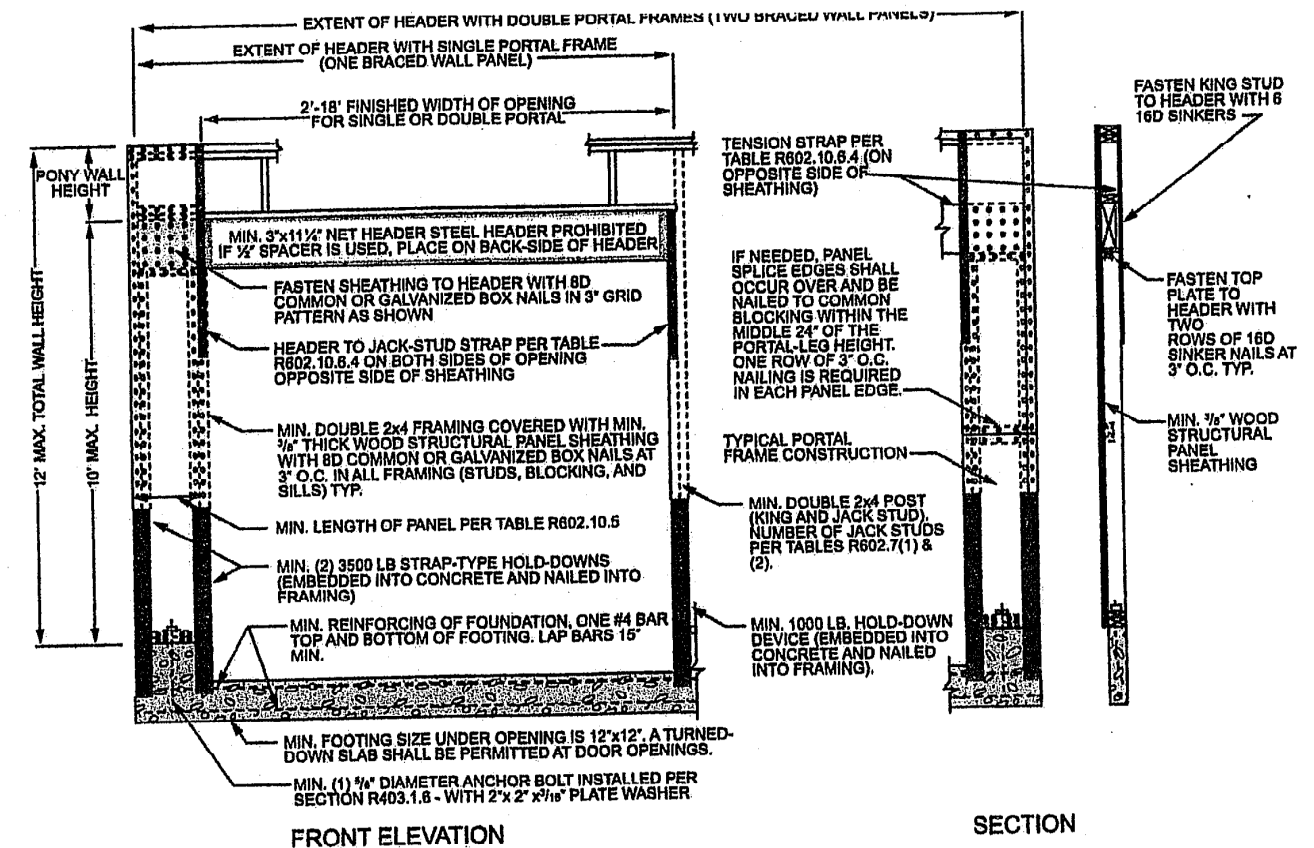 EXTENT OF HEADER WITH DOUBLE PORTAL FRAMES (TWO BRACED WALL PANELS)
EXTENT OF HEADER WITH SINGLE PORTAL FRAME
(ONE BRACED WALL PANEL)
2'-18' FINISHED WIDTH OF OPENING
FOR SINGLE OR DOUBLE PORTAL
PONY WALL
HEIGHT
12' MAX. TOTAL WALL HEIGHT
10' MAX. HEIGHT
MIN. 3"x11¼" NET HEADER STEEL HEADER PROHIBITED
IF ½" SPACER IS USED, PLACE ON BACK-SIDE OF HEADER
FASTEN SHEATHING TO HEADER WITH 8D
COMMON OR GALVANIZED BOX NAILS IN 3" GRID
PATTERN AS SHOWN
HEADER TO JACK-STUD STRAP PER TABLE
R602.10.6.4 ON BOTH SIDES OF OPENING
OPPOSITE SIDE OF SHEATHING
MIN. DOUBLE 2x4 FRAMING COVERED WITH MIN.
3/8" THICK WOOD STRUCTURAL PANEL SHEATHING
WITH 8D COMMON OR GALVANIZED BOX NAILS AT
3" O.C. IN ALL FRAMING (STUDS, BLOCKING, AND
SILLS) TYP.
MIN. LENGTH OF PANEL PER TABLE R602.10.5
MIN. (2) 3500 LB STRAP-TYPE HOLD-DOWNS
(EMBEDDED INTO CONCRETE AND NAILED INTO
FRAMING)
MIN. REINFORCING OF FOUNDATION, ONE #4 BAR
TOP AND BOTTOM OF FOOTING. LAP BARS 15"
MIN.
MIN. FOOTING SIZE UNDER OPENING IS 12"x12". A TURNED-
DOWN SLAB SHALL BE PERMITTED AT DOOR OPENINGS.
MIN. (1) 5/8" DIAMETER ANCHOR BOLT INSTALLED PER
SECTION R403.1.6 - WITH 2"x 2" x3/16" PLATE WASHER
FRONT ELEVATION
TENSION STRAP PER
TABLE R602.10.6.4 (ON
OPPOSITE SIDE OF
SHEATHING)
IF NEEDED, PANEL
SPLICE EDGES SHALL
OCCUR OVER AND BE
NAILED TO COMMON
BLOCKING WITHIN THE
MIDDLE 24" OF THE
PORTAL-LEG HEIGHT.
ONE ROW OF 3" O.C.
NAILING IS REQUIRED
IN EACH PANEL EDGE.
TYPICAL PORTAL
FRAME CONSTRUCTION
MIN. DOUBLE 2x4 POST
(KING AND JACK STUD).
NUMBER OF JACK STUDS
PER TABLES R602.7(1) &
(2).
MIN. 1000 LB. HOLD-DOWN
DEVICE (EMBEDDED INTO
CONCRETE AND NAILED
INTO FRAMING).
FASTEN KING STUD
TO HEADER WITH 6
16D SINKERS
FASTEN TOP
PLATE TO
HEADER WITH
TWO
ROWS OF 16D
SINKER NAILS AT
3" O.C. TYP.
MIN. 3/8" WOOD
STRUCTURAL
PANEL
SHEATHING
SECTION